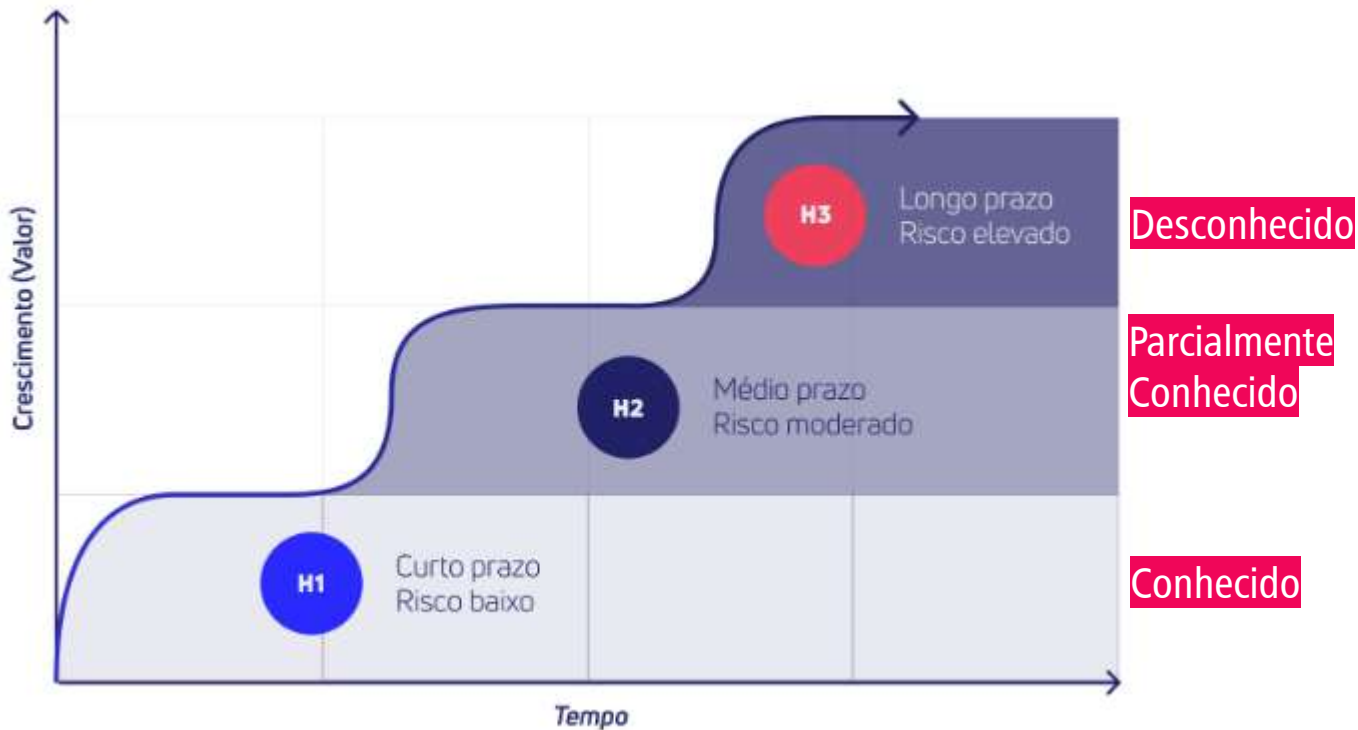 Crescimento (Valor)
H3
Longo prazo
Risco elevado
Desconhecido
H2
Médio prazo
Risco moderado
Parcialmente
Conhecido
H1
Curto prazo
Risco baixo
Conhecido
Tempo